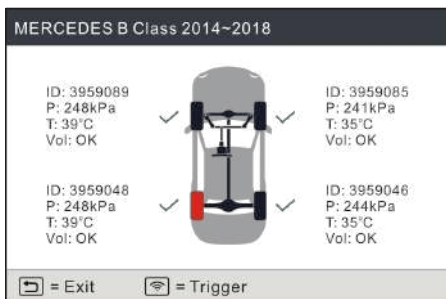 MERCEDES B Class 2014~2018
ID: 3959089
P: 248kPa
T: 39°C
Vol: OK
ID: 3959085
P: 241kPa
T: 35°C
Vol: OK
ID: 3959048
P: 248kPa
T: 39°C
Vol: OK
ID: 3959046
P: 244kPa
T: 35°C
Vol: OK
= Exit = Trigger